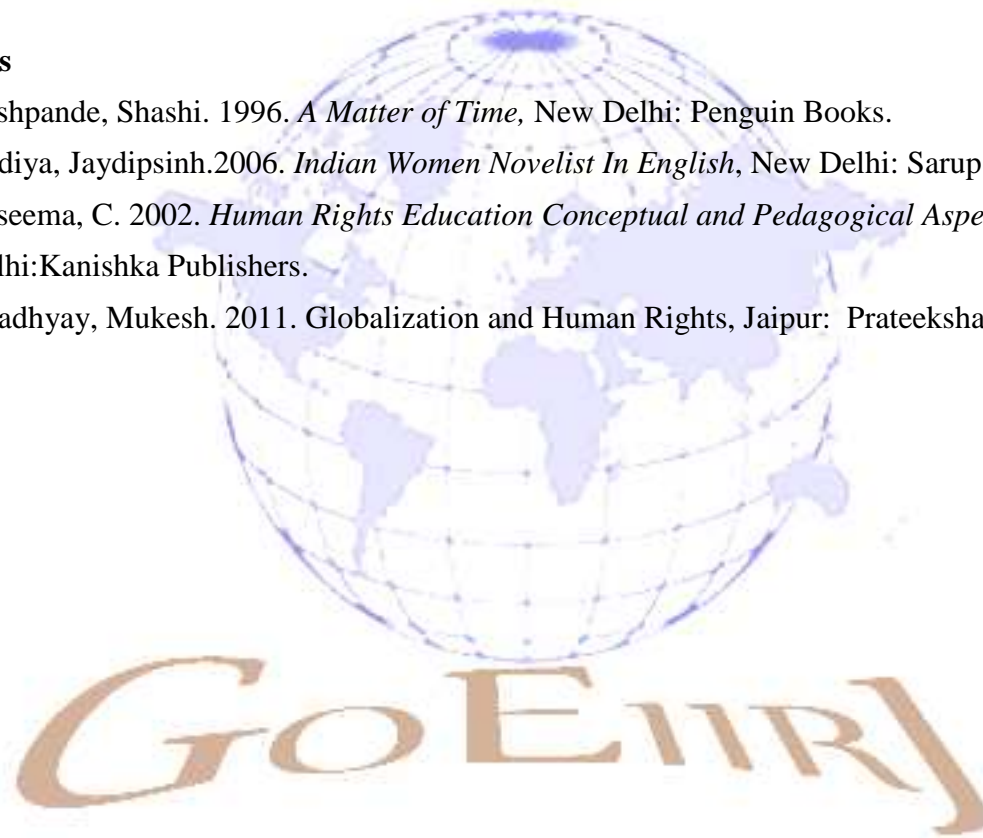 s
shpande, Shashi. 1996. A Matter of Time, New Delhi: Penguin Books.
diya, Jaydipsinh.2006. Indian Women Novelist In English, New Delhi: Sarup
seema, C. 2002. Human Rights Education Conceptual and Pedagogical Aspe
lhi:Kanishka Publishers.
adhyay, Mukesh. 2011. Globalization and Human Rights, Jaipur: Prateeksha
GOEIIRJ